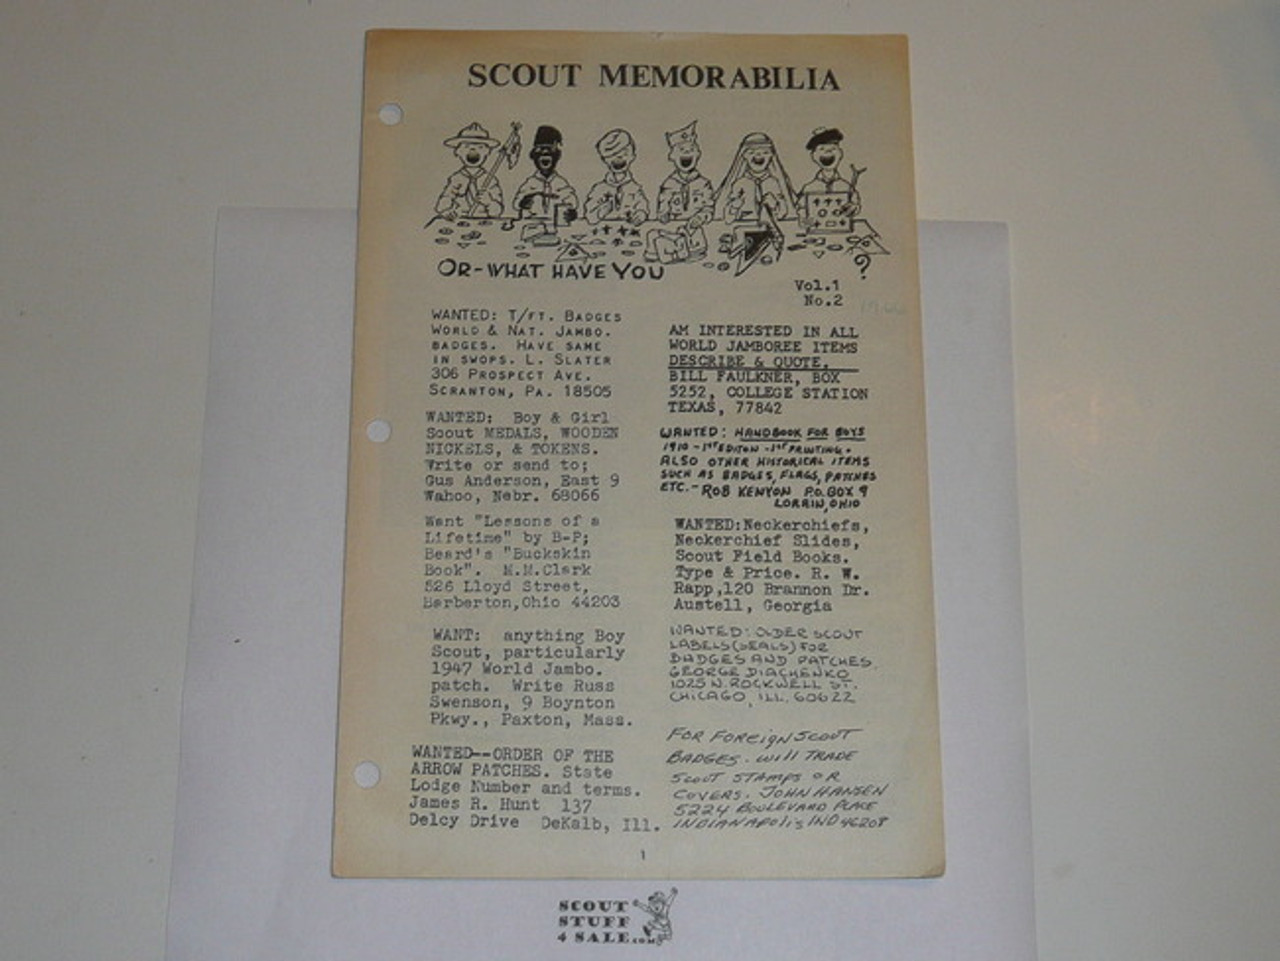 SCOUT MEMORABILIA
OR-WHAT HAVE YOU ?
Vol.1
No.2
WANTED: T/FT. BADGES
WORLD & NAT. JAMBO.
BADGES. HAVE SAME
IN SWOPS. L. SLATER
306 PROSPECT AVE.
SCRANTON, PA. 18505
WANTED: Boy & Girl
Scout MEDALS, WOODEN
NICKELS, & TOKENS.
Write or send to;
Gus Anderson, East 9
Wahoo, Nebr. 68066
Want "Lessons of a
Lifetime" by B-P;
Beard's "Buckskin
Book". M.M.Clark
526 Lloyd Street,
Barberton,Ohio 44203
WANT: anything Boy
Scout, particularly
1947 World Jambo.
patch. Write Russ
Swenson, 9 Boynton
Pkwy., Paxton, Mass.
WANTED--ORDER OF THE
ARROW PATCHES. State
Lodge Number and terms.
James R. Hunt 137
Delcy Drive DeKalb, Ill.
AM INTERESTED IN ALL
WORLD JAMBOREE ITEMS
DESCRIBE & QUOTE.
BILL FAULKNER, BOX
5252, COLLEGE STATION
TEXAS, 77842
WANTED: HANDBOOK FOR BOYS
1910 - 1ST EDITON - 1ST PRINTING.
ALSO OTHER HISTORICAL ITEMS
SUCH AS BADGES, FLAGS, PATCHES
ETC. - ROB KENYON P.O. BOX 9
LORRIN, OHIO
WANTED:Neckerchiefs,
Neckerchief Slides,
Scout Field Books.
Type & Price. R. W.
Rapp,120 Brannon Dr.
Austell, Georgia
WANTED: OLDER SCOUT
LABELS (SEALS) FOR
BADGES AND PATCHES.
GEORGE DIACHENKO
1025 N. ROCKWELL ST.
CHICAGO, ILL. 60622
FOR FOREIGN SCOUT
BADGES. WILL TRADE
SCOUT STAMPS OR
COVERS. JOHN HANSEN
5224 BOULEVARD PLACE
INDIANAPOLIS IND 46208
1
SCOUT
STUFF
4 SALE.COM